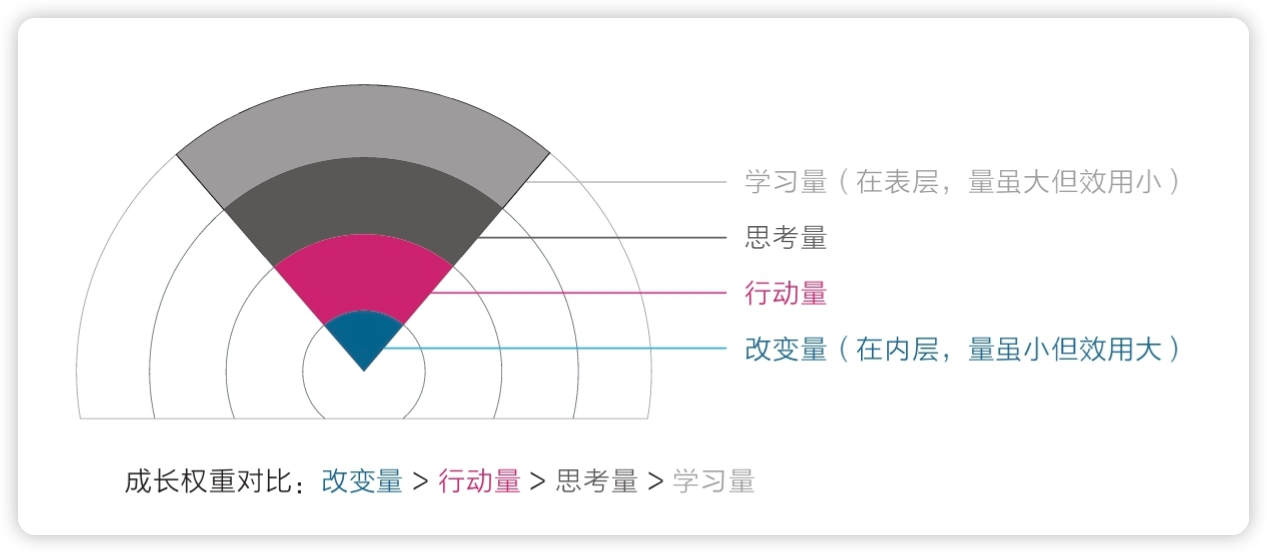 学习量（在表层，量虽大但效用小）
思考量
行动量
改变量（在内层，量虽小但效用大）
成长权重对比：改变量 > 行动量 > 思考量 > 学习量